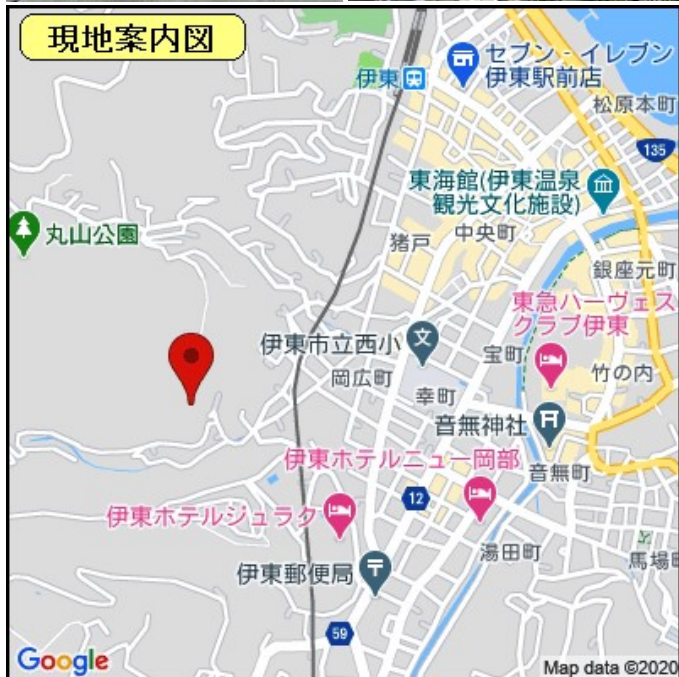 現地案内図
セブン‐イレブン
伊東駅前店
伊東
松原本町
135
東海館(伊東温泉
観光文化施設)
丸山公園
猪戸
中央町
銀座元町
東急ハーヴェス
クラブ伊東
伊東市立西小
文
宝町
岡広町
竹の内
幸町
音無神社
音無町
伊東ホテルニュー岡部
12
伊東ホテルジュラク
湯田町
馬場町
伊東郵便局
59
Google
Map data ©2020